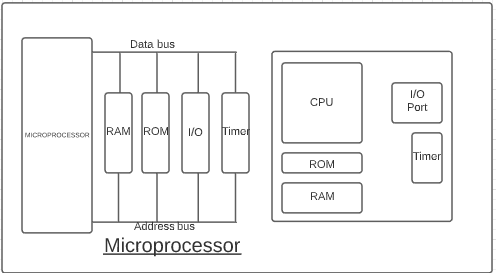 Data bus
MICROPROCESSOR
RAM
ROM
I/O
Timer
Address bus
Microprocessor
CPU
ROM
RAM
I/O
Port
Timer